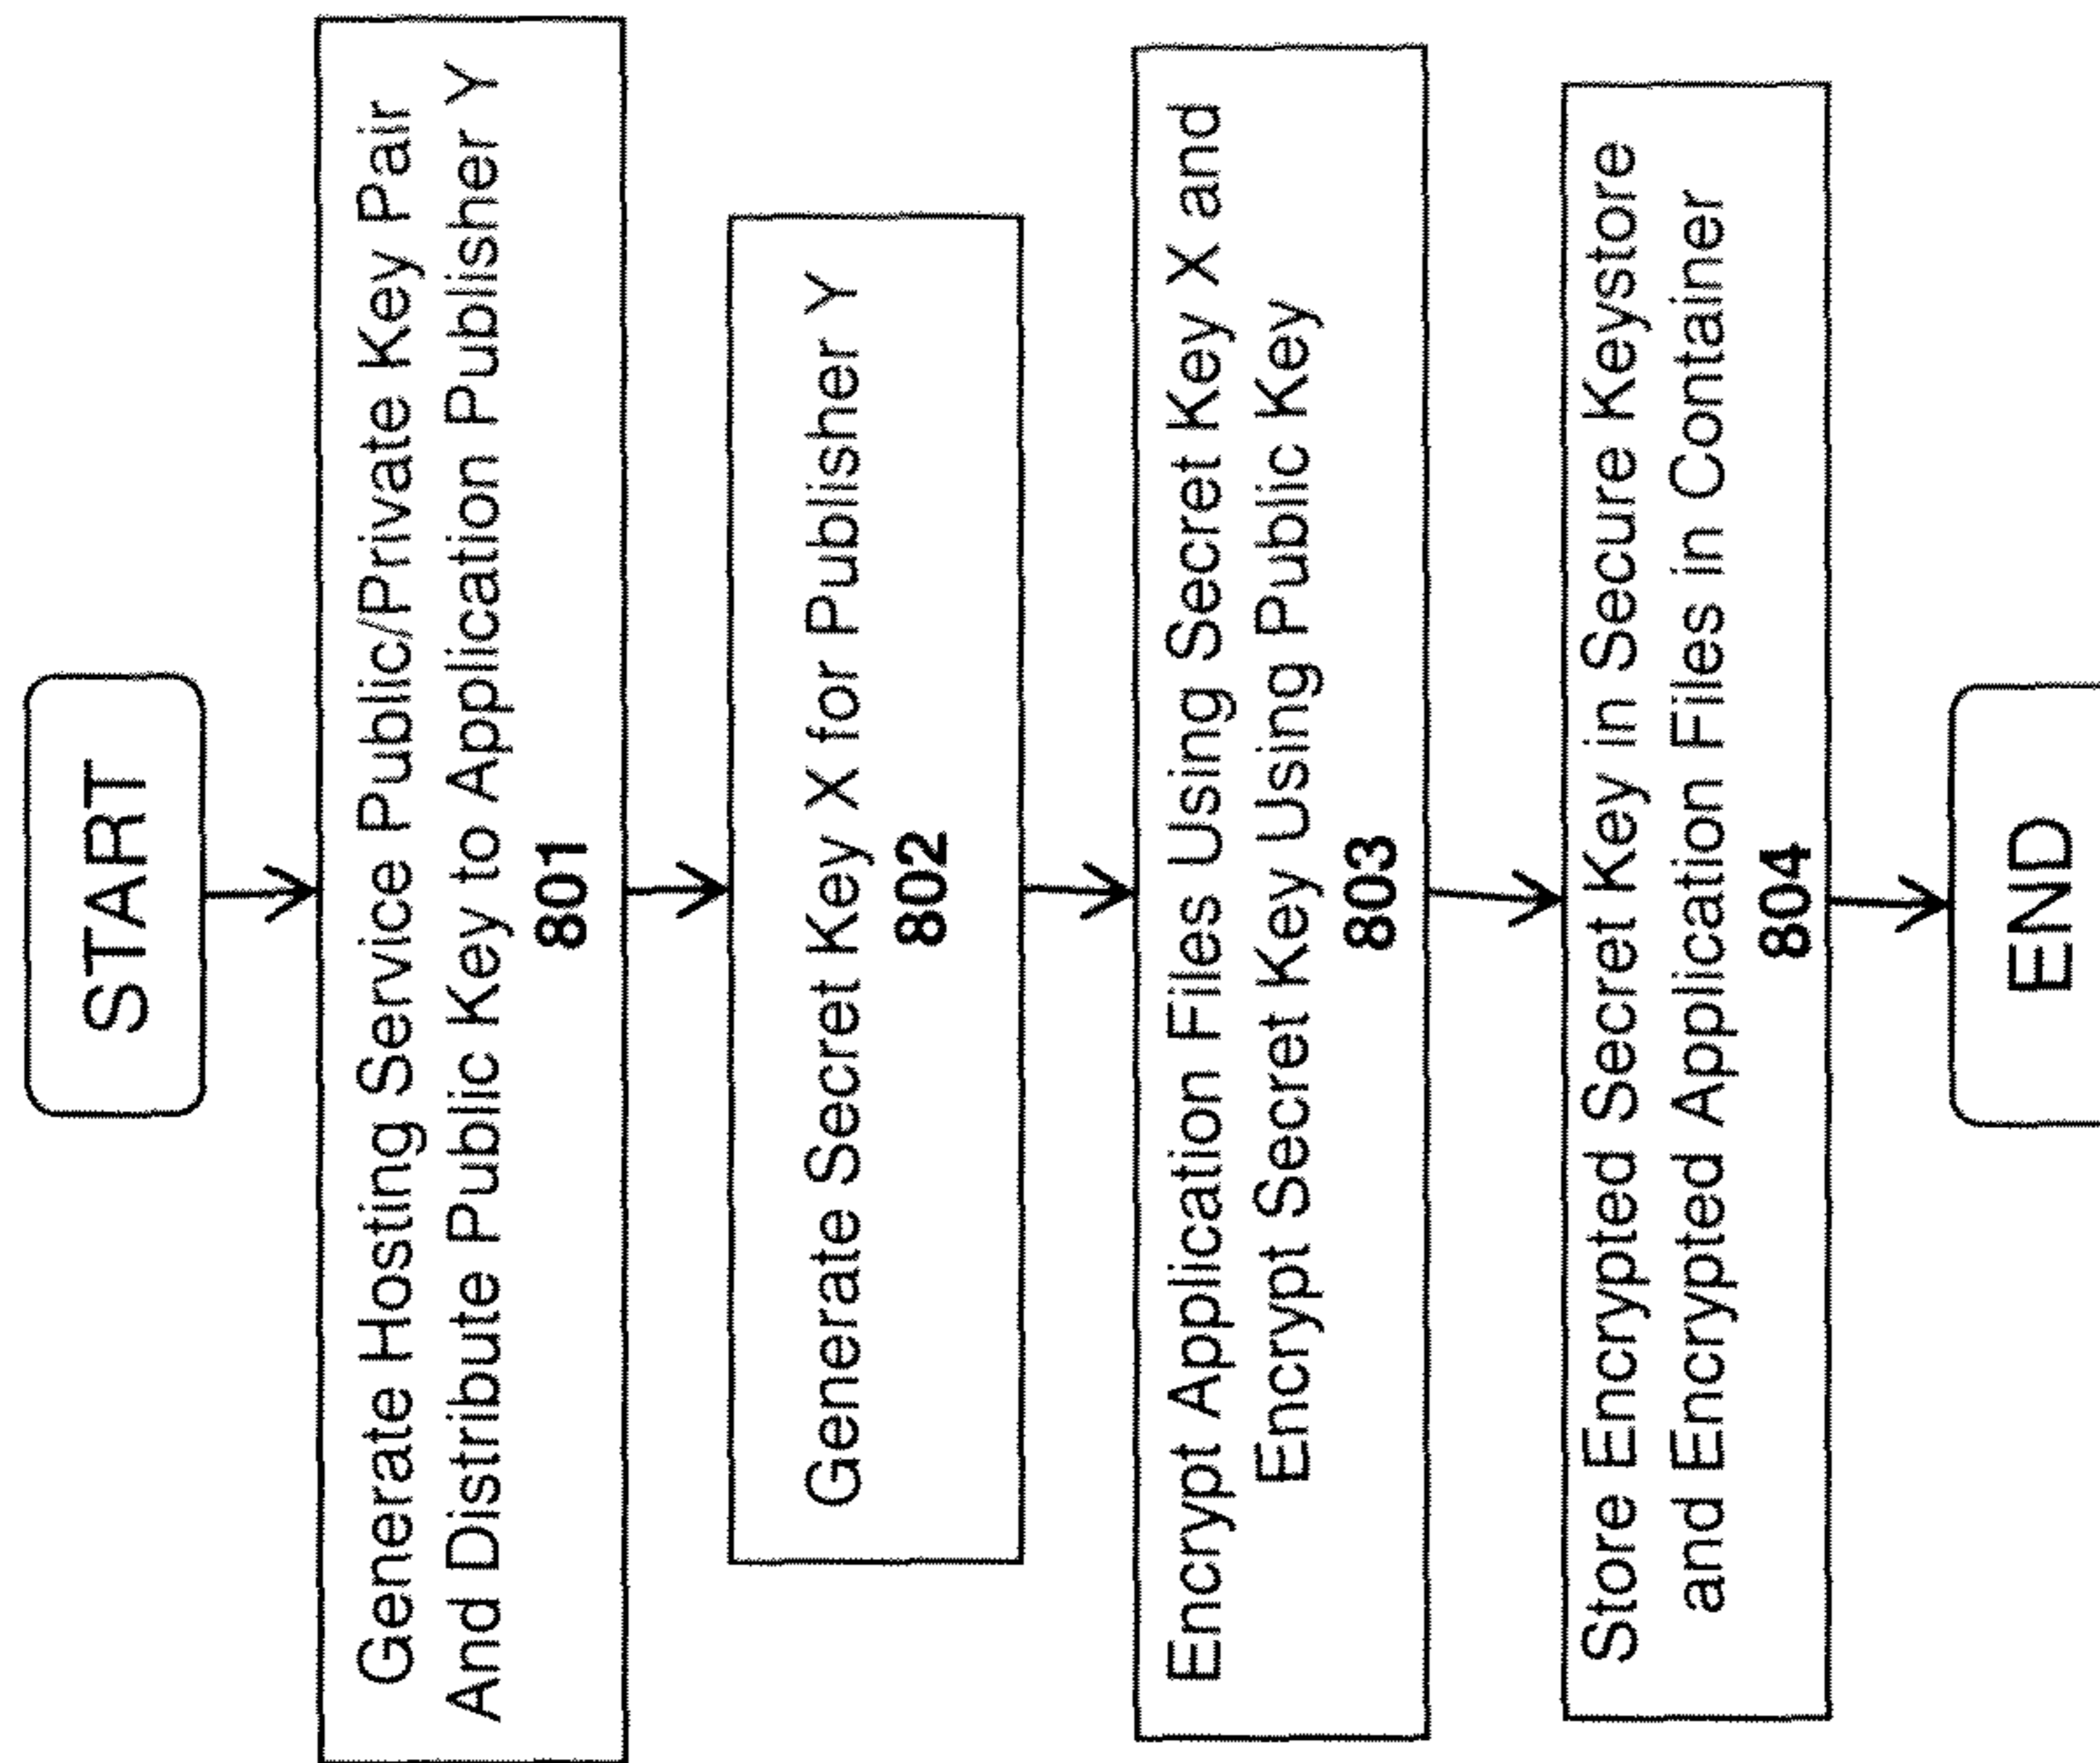 START
Generate Hosting Service Public/Private Key Pair
And Distribute Public Key to Application Publisher Y
801
Generate Secret Key X for Publisher Y
802
Encrypt Application Files Using Secret Key X and
Encrypt Secret Key Using Public Key
803
Store Encrypted Secret Key in Secure Keystore
and Encrypted Application Files in Container
804
END